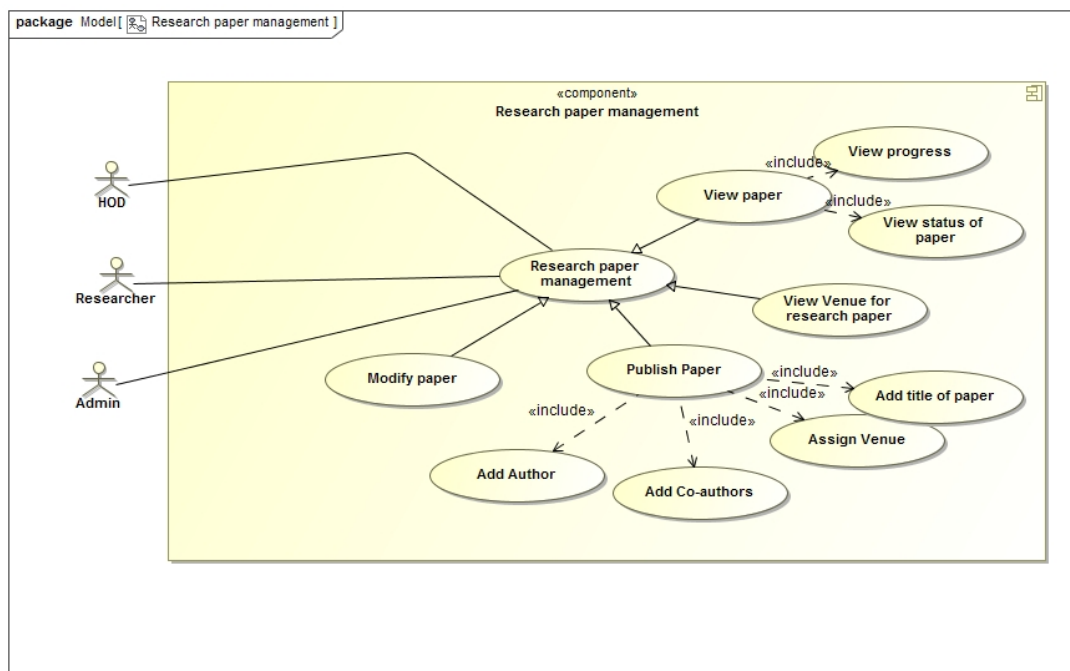 package Model[ Research paper management ]
«component»
Research paper management
HOD
Researcher
Admin
View progress
«include»
View paper
«include»
View status of
paper
Research paper
management
View Venue for
research paper
Modify paper
Publish Paper
«include»
Add title of paper
«include»
Assign Venue
«include»
Add Author
«include»
Add Co-authors